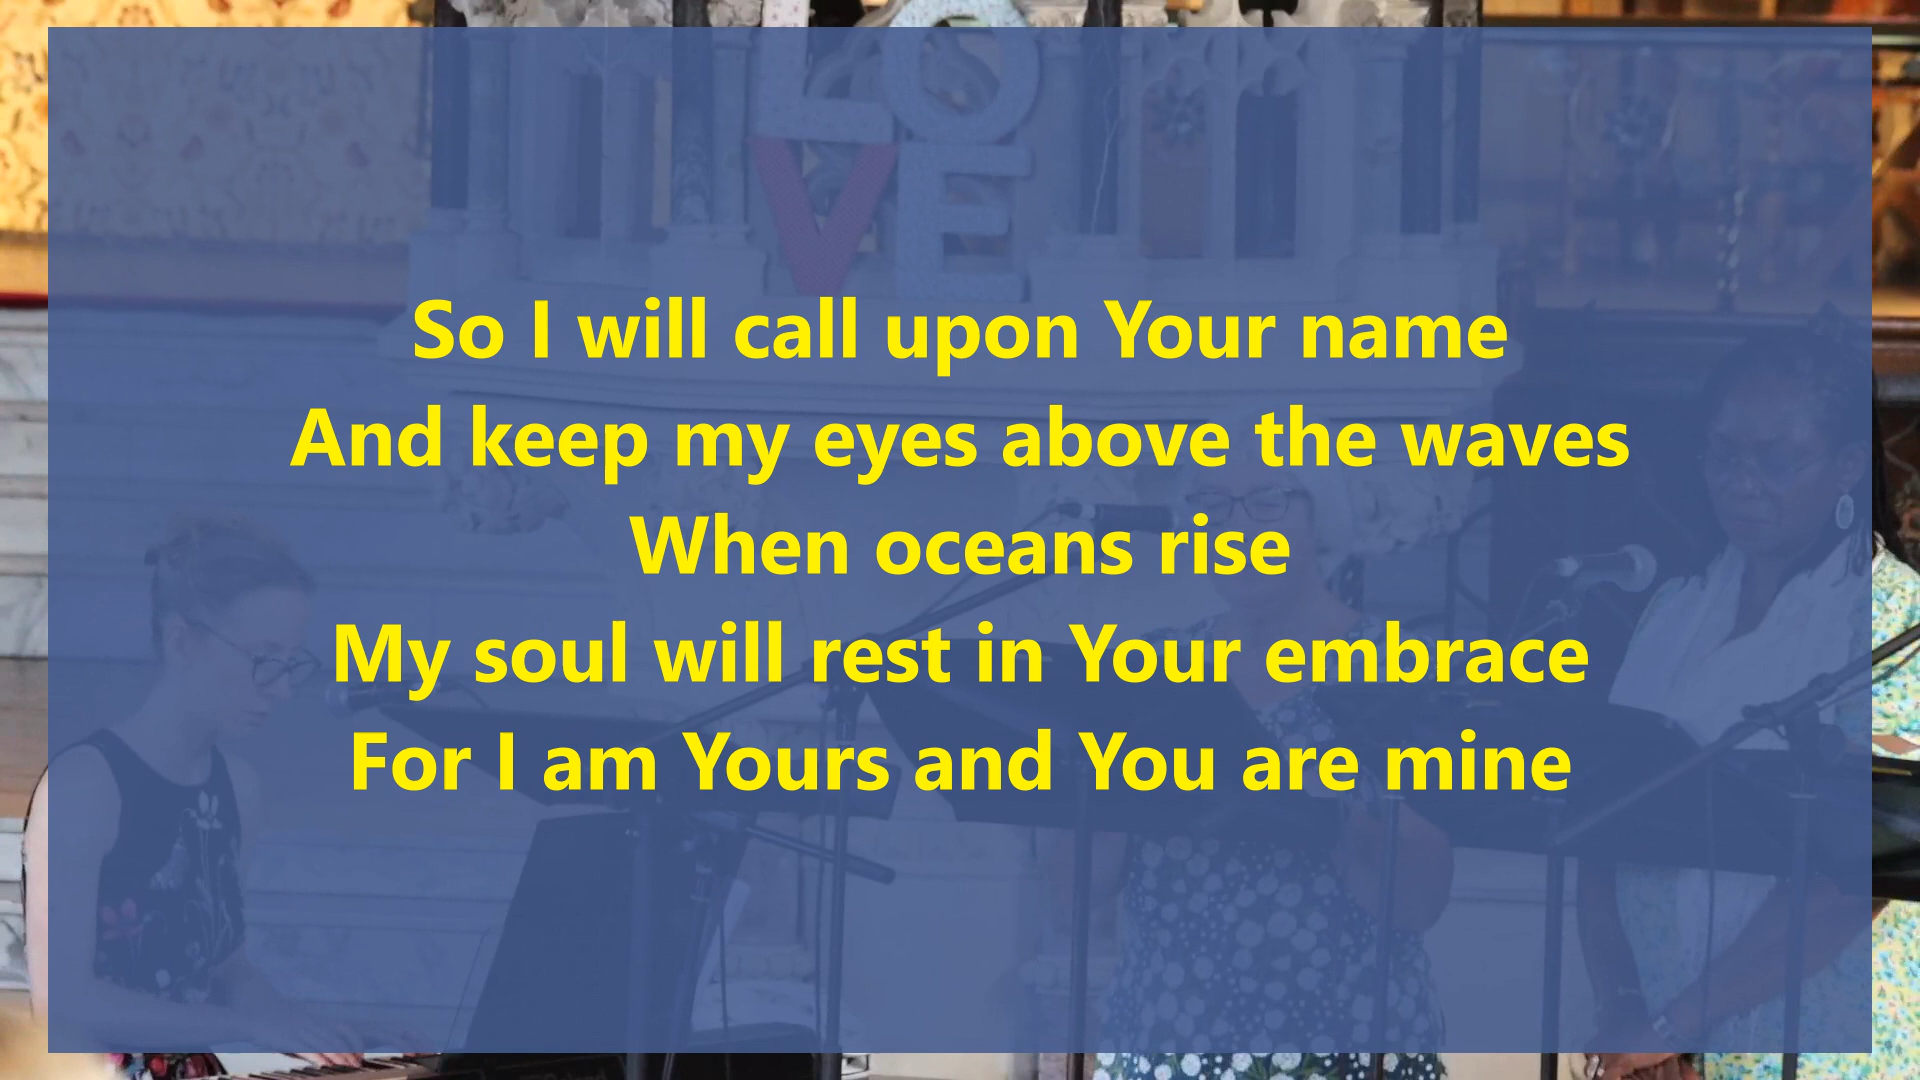 LOVE
So I will call upon Your name
And keep my eyes above the waves
When oceans rise
My soul will rest in Your embrace
For I am Yours and You are mine